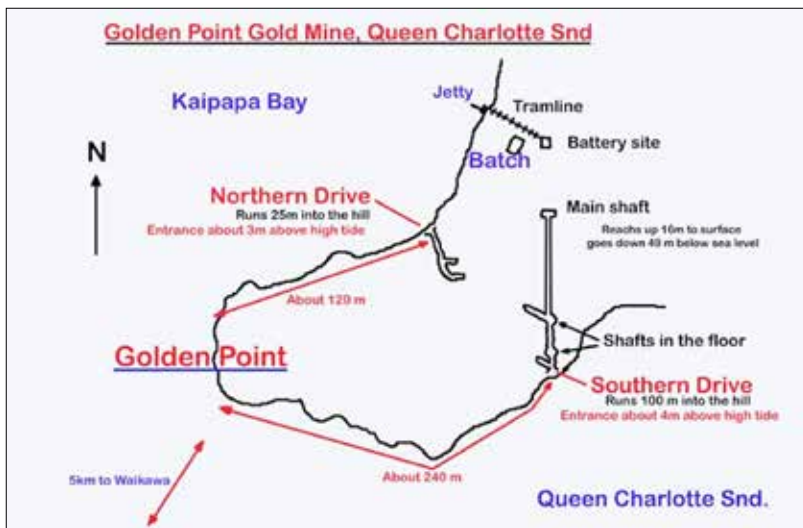 Golden Point Gold Mine, Queen Charlotte Snd
Kaipapa Bay
Jetty
Tramline
Battery site
Batch
N
Northern Drive
Runs 25m into the hill
Entrance about 3m above high tide
Main shaft
Reachs up 16m to surface
goes down 49 m below sea level
About 120 m
Shafts in the floor
Golden Point
Southern Drive
Runs 100 m into the hill
Entrance about 4m above high tide
5km to Waikawa
About 240 m
Queen Charlotte Snd.